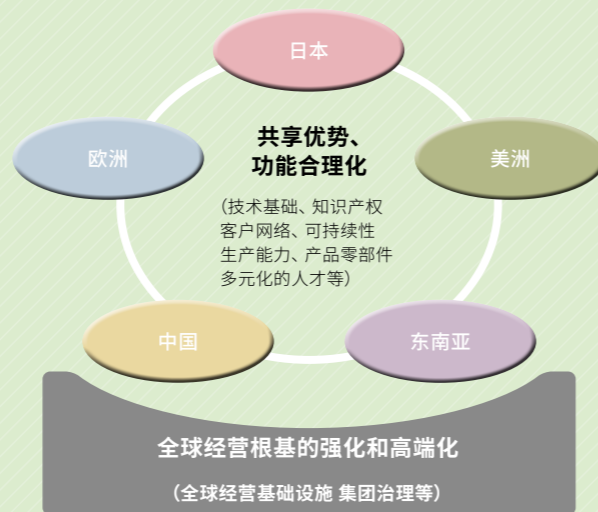 日本
欧洲
美洲
共享优势、
功能合理化
（技术基础、知识产权
客户网络、可持续性
生产能力、产品零部件
多元化的人才等）
中国
东南亚
全球经营根基的强化和高端化
（全球经营基础设施 集团治理等）